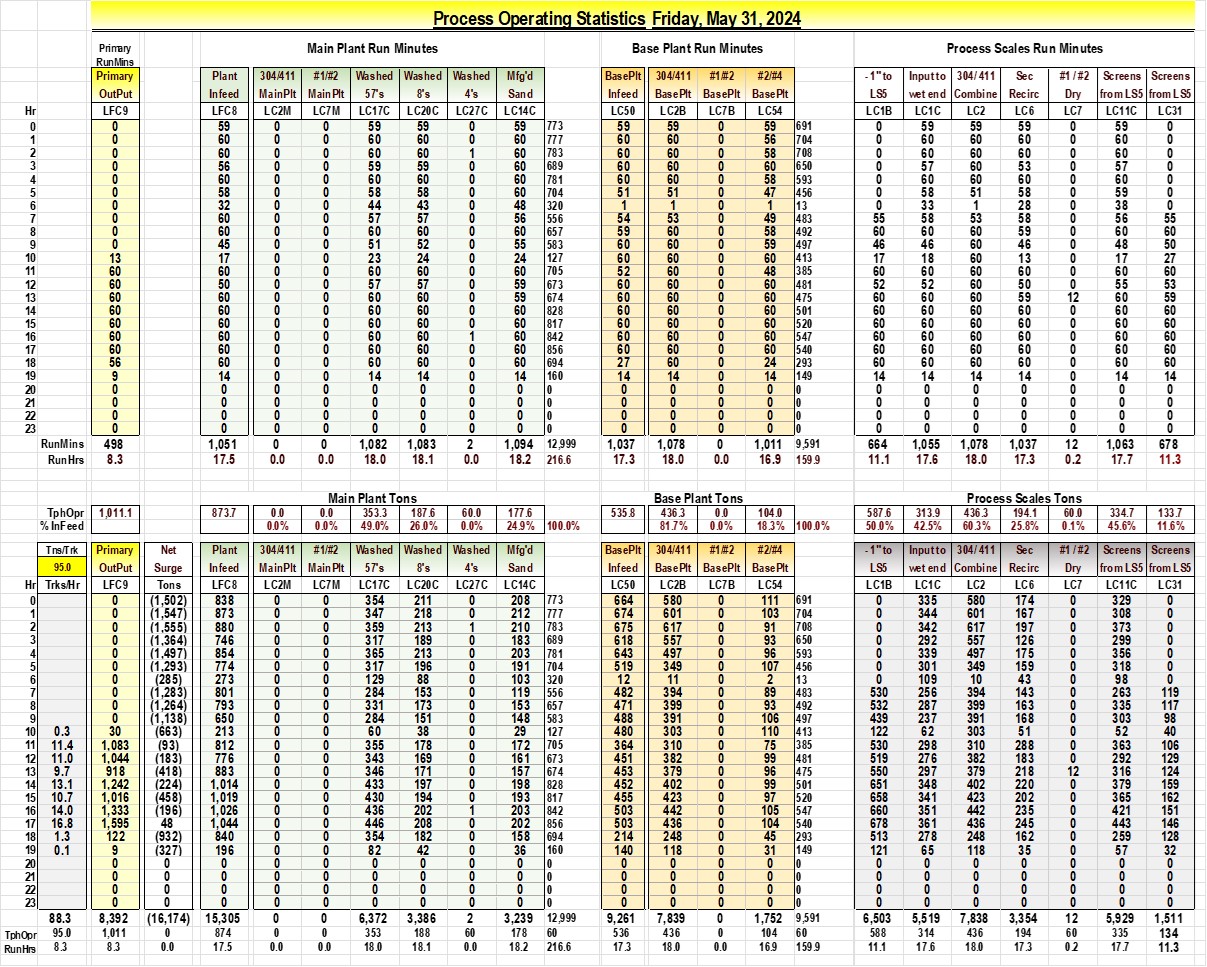 Process Operating Statistics Friday, May 31, 2024
Primary RunMins Main Plant Run Minutes Base Plant Run Minutes Process Scales Run Minutes
Primary Plant 304/411 #1/#2 Washed Washed Washed Mfg'd BasePlt 304/411 #1/#2 #2/#4 - 1" to Input to 304/ 411 Sec #1 / #2 Screens Screens
OutPut Infeed MainPlt MainPlt 57's 8's 4's Sand Infeed BasePlt BasePlt BasePlt LS5 wet end Combine Recirc Dry from LS5 from LS5
Hr LFC9 LFC8 LC2M LC7M LC17C LC20C LC27C LC14C LC50 LC2B LC7B LC54 LC1B LC1C LC2 LC6 LC7 LC11C LC31
0 0 59 0 0 59 59 0 59 773 59 59 0 59 691 0 59 59 59 0 59 0
1 0 60 0 0 60 60 0 60 777 60 60 0 56 704 0 60 60 60 0 60 0
2 0 60 0 0 60 60 1 60 783 60 60 0 58 708 0 60 60 60 0 60 0
3 0 56 0 0 59 59 0 60 689 60 60 0 60 650 0 57 60 53 0 57 0
4 0 60 0 0 60 60 0 60 781 60 60 0 58 593 0 60 60 60 0 60 0
5 0 58 0 0 58 58 0 60 704 51 51 0 47 456 0 58 51 58 0 59 0
6 0 32 0 0 44 43 0 48 320 1 1 0 1 13 0 33 1 28 0 38 0
7 0 60 0 0 57 57 0 56 556 54 53 0 49 483 55 58 53 58 0 56 55
8 0 60 0 0 60 60 0 60 657 59 60 0 58 492 60 60 60 59 0 60 60
9 0 45 0 0 51 52 0 55 583 60 60 0 59 497 46 46 60 46 0 48 50
10 13 17 0 0 23 24 0 24 127 60 60 0 60 413 17 18 60 13 0 17 27
11 60 60 0 0 60 60 0 60 705 52 60 0 48 385 60 60 60 60 0 60 60
12 60 50 0 0 57 57 0 59 673 60 60 0 60 481 52 52 60 50 0 55 53
13 60 60 0 0 60 60 0 59 674 60 60 0 60 475 60 60 60 59 12 60 59
14 60 60 0 0 60 60 0 60 828 60 60 0 60 501 60 60 60 60 0 60 60
15 60 60 0 0 60 60 0 60 817 60 60 0 60 520 60 60 60 60 0 60 60
16 60 60 0 0 60 60 1 60 842 60 60 0 60 547 60 60 60 60 0 60 60
17 60 60 0 0 60 60 0 60 856 60 60 0 60 540 60 60 60 60 0 60 60
18 56 60 0 0 60 60 0 60 694 27 60 0 24 293 60 60 60 60 0 60 60
19 9 14 0 0 14 14 0 14 160 14 14 0 14 149 14 14 14 14 0 14 14
20 0 0 0 0 0 0 0 0 0 0 0 0 0 0 0 0 0 0 0 0 0
21 0 0 0 0 0 0 0 0 0 0 0 0 0 0 0 0 0 0 0 0 0
22 0 0 0 0 0 0 0 0 0 0 0 0 0 0 0 0 0 0 0 0 0
23 0 0 0 0 0 0 0 0 0 0 0 0 0 0 0 0 0 0 0 0 0
RunMins 498 1,051 0 0 1,082 1,083 2 1,094 12,999 1,037 1,078 0 1,011 9,591 664 1,055 1,078 1,037 12 1,063 678
RunHrs 8.3 17.5 0.0 0.0 18.0 18.1 0.0 18.2 216.6 17.3 18.0 0.0 16.9 159.9 11.1 17.6 18.0 17.3 0.2 17.7 11.3
Main Plant Tons Base Plant Tons Process Scales Tons
TphOpr 1,011.1 873.7 0.0 0.0 353.3 187.6 60.0 177.6 535.8 436.3 0.0 104.0 587.6 313.9 436.3 194.1 60.0 334.7 133.7
% InFeed 0.0% 0.0% 49.0% 26.0% 0.0% 24.9% 100.0% 81.7% 0.0% 18.3% 100.0% 50.0% 42.5% 60.3% 25.8% 0.1% 45.6% 11.6%
Tns/Trk Primary Net Plant 304/411 #1/#2 Washed Washed Washed Mfg'd BasePlt 304/411 #1/#2 #2/#4 - 1" to Input to 304/ 411 Sec #1 / #2 Screens Screens
95.0 OutPut Surge Infeed MainPlt MainPlt 57's 8's 4's Sand Infeed BasePlt BasePlt BasePlt LS5 wet end Combine Recirc Dry from LS5 from LS5
Hr Trks/Hr LFC9 Tons LFC8 LC2M LC7M LC17C LC20C LC27C LC14C LC50 LC2B LC7B LC54 LC1B LC1C LC2 LC6 LC7 LC11C LC31
0 0 (1,502) 838 0 0 354 211 0 208 773 664 580 0 111 691 0 335 580 174 0 329 0
1 0 (1,547) 873 0 0 347 218 0 212 777 674 601 0 103 704 0 344 601 167 0 308 0
2 0 (1,555) 880 0 0 359 213 1 210 783 675 617 0 91 708 0 342 617 197 0 373 0
3 0 (1,364) 746 0 0 317 189 0 183 689 618 557 0 93 650 0 292 557 126 0 299 0
4 0 (1,497) 854 0 0 365 213 0 203 781 643 497 0 96 593 0 339 497 175 0 356 0
5 0 (1,293) 774 0 0 317 196 0 191 704 519 349 0 107 456 0 301 349 159 0 318 0
6 0 (285) 273 0 0 129 88 0 103 320 12 11 0 2 13 0 109 10 43 0 98 0
7 0 (1,283) 801 0 0 284 153 0 119 556 482 394 0 89 483 530 256 394 143 0 263 119
8 0 (1,264) 793 0 0 331 173 0 153 657 471 399 0 93 492 532 287 399 163 0 335 117
9 0 (1,138) 650 0 0 284 151 0 148 583 488 391 0 106 497 439 237 391 168 0 303 98
10 0.3 30 (663) 213 0 0 60 38 0 29 127 480 303 0 110 413 122 62 303 51 0 52 40
11 11.4 1,083 (93) 812 0 0 355 178 0 172 705 364 310 0 75 385 530 298 310 288 0 363 106
12 11.0 1,044 (183) 776 0 0 343 169 0 161 673 451 382 0 99 481 519 276 382 183 0 292 129
13 9.7 918 (418) 883 0 0 346 171 0 157 674 453 379 0 96 475 550 297 379 218 12 316 124
14 13.1 1,242 (224) 1,014 0 0 433 197 0 198 828 452 402 0 99 501 651 348 402 220 0 379 159
15 10.7 1,016 (458) 1,019 0 0 430 194 0 193 817 455 423 0 97 520 658 341 423 202 0 365 162
16 14.0 1,333 (196) 1,026 0 0 436 202 1 203 842 503 442 0 105 547 660 351 442 235 0 421 151
17 16.8 1,595 48 1,044 0 0 446 208 0 202 856 503 436 0 104 540 678 361 436 245 0 443 146
18 1.3 122 (932) 840 0 0 354 182 0 158 694 214 248 0 45 293 513 278 248 162 0 259 128
19 0.1 9 (327) 196 0 0 82 42 0 36 160 140 118 0 31 149 121 65 118 35 0 57 32
20 0 0 0 0 0 0 0 0 0 0 0 0 0 0 0 0 0 0 0 0 0 0
21 0 0 0 0 0 0 0 0 0 0 0 0 0 0 0 0 0 0 0 0 0 0
22 0 0 0 0 0 0 0 0 0 0 0 0 0 0 0 0 0 0 0 0 0 0
23 0 0 0 0 0 0 0 0 0 0 0 0 0 0 0 0 0 0 0 0 0 0
88.3 8,392 (16,174) 15,305 0 0 6,372 3,386 2 3,239 12,999 9,261 7,839 0 1,752 9,591 6,503 5,519 7,838 3,354 12 5,929 1,511
TphOpr 95.0 1,011 0 874 0 0 353 188 60 178 60 536 436 0 104 60 588 314 436 194 60 335 134
RunHrs 8.3 8.3 0.0 17.5 0.0 0.0 18.0 18.1 0.0 18.2 216.6 17.3 18.0 0.0 16.9 159.9 11.1 17.6 18.0 17.3 0.2 17.7 11.3